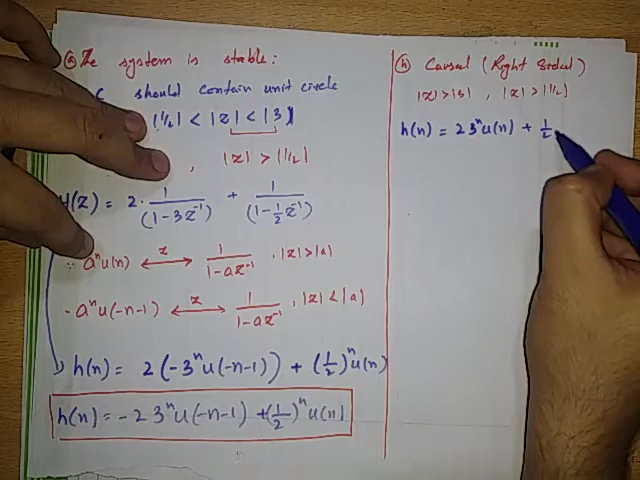 ⓐ The system is stable:
should contain unit circle
|1/2| < |z| < |3|
, |z| > |1/2|
H(z) = 2 · 1/(1-3z⁻¹) + 1/(1-½z⁻¹)
∵ aⁿu(n) ⟷ᶻ 1/(1-az⁻¹) , |z|>|a|
-aⁿu(-n-1) ⟷ᶻ 1/(1-az⁻¹) , |z|<|a|
h(n) = 2(-3ⁿu(-n-1)) + (½)ⁿu(n)
h(n) = -2 3ⁿu(-n-1) + (½)ⁿu(n)
ⓑ Causal (Right Sided)
|z|>|3| , |z|>|1/2|
h(n) = 2 3ⁿu(n) + ½